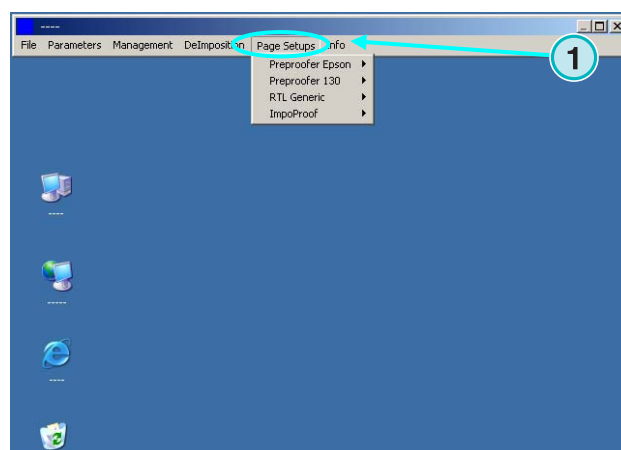 ----
File Parameters Management DeImposition Page Setups Info
1
Preproofer Epson
Preproofer 130
RTL Generic
ImpoProof
----
-----
----